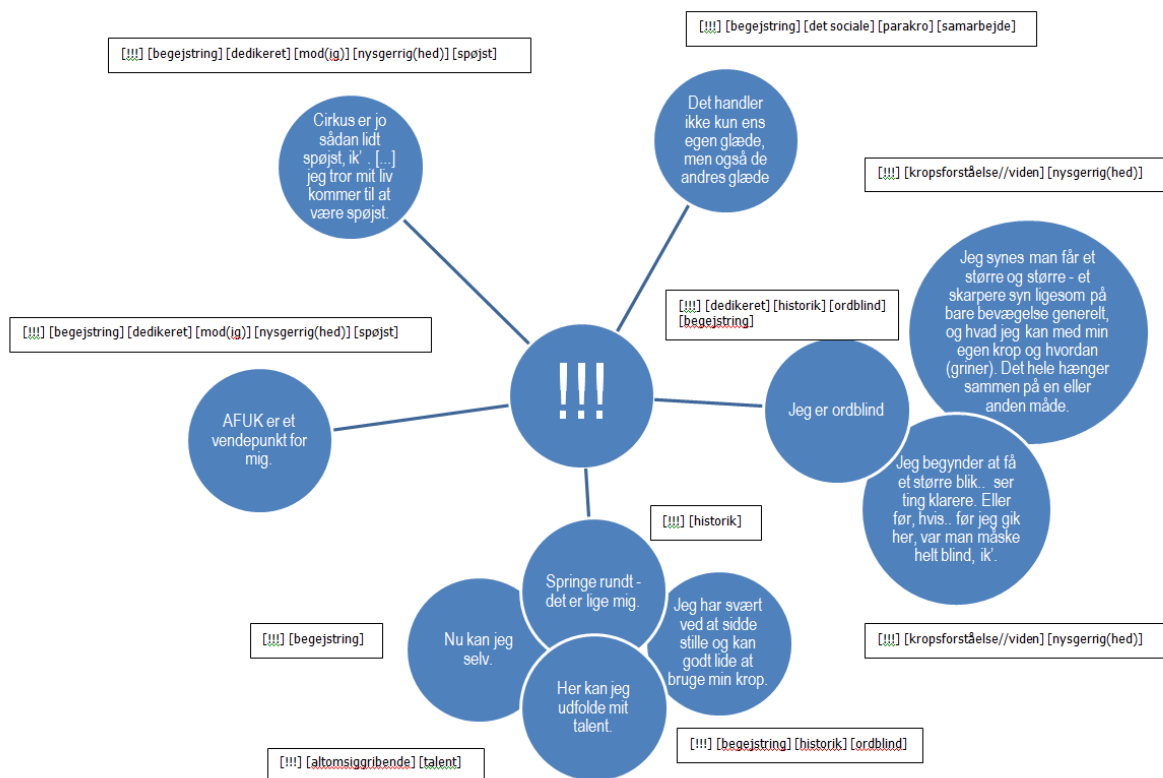 [!!!] [begejstring] [det sociale] [parakro] [samarbejde]
[!!!] [begejstring] [dedikeret] [mod(ig)] [nysgerrig(hed)] [spøjst]
Cirkus er jo
sådan lidt
spøjst, ik' . [...]
jeg tror mit liv
kommer til at
være spøjst.
Det handler
ikke kun ens
egen glæde,
men også de
andres glæde
[!!!] [kropsforståelse//viden] [nysgerrig(hed)]
Jeg synes man får et
større og større - et
skarpere syn ligesom på
bare bevægelse generelt,
og hvad jeg kan med min
egen krop og hvordan
(griner). Det hele hænger
sammen på en eller
anden måde.
[!!!] [dedikeret] [historik] [ordblind]
[begejstring]
[!!!] [begejstring] [dedikeret] [mod(ig)] [nysgerrig(hed)] [spøjst]
!!!
AFUK er et
vendepunkt for
mig.
Jeg er ordblind
Jeg begynder at få
et større blik.. ser
ting klarere. Eller
før, hvis.. før jeg gik
her, var man måske
helt blind, ik'.
[!!!] [historik]
Springe rundt -
det er lige mig.
Jeg har svært
ved at sidde
stille og kan
godt lide at
bruge min krop.
[!!!] [begejstring]
Nu kan jeg
selv.
[!!!] [kropsforståelse//viden] [nysgerrig(hed)]
Her kan jeg
udfolde mit
talent.
[!!!] [begejstring] [historik] [ordblind]
[!!!] [altomsiggribende] [talent]